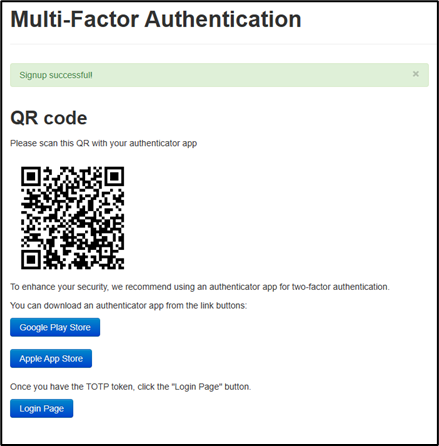 Multi-Factor Authentication
Signup successful!
×
QR code
Please scan this QR with your authenticator app
To enhance your security, we recommend using an authenticator app for two-factor authentication.
You can download an authenticator app from the link buttons:
Google Play Store
Apple App Store
Once you have the TOTP token, click the "Login Page" button.
Login Page